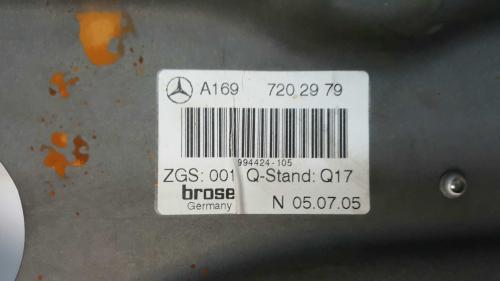 A169 720 29 79
994424-105
ZGS: 001 Q-Stand: Q17
brose
Germany N 05.07.05